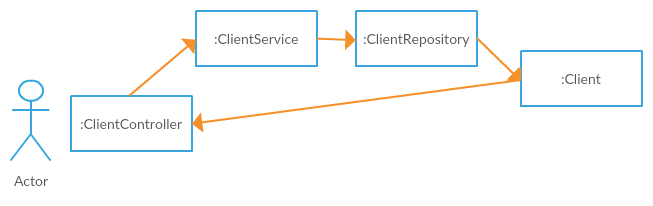 :ClientService
:ClientRepository
:Client
:ClientController
Actor